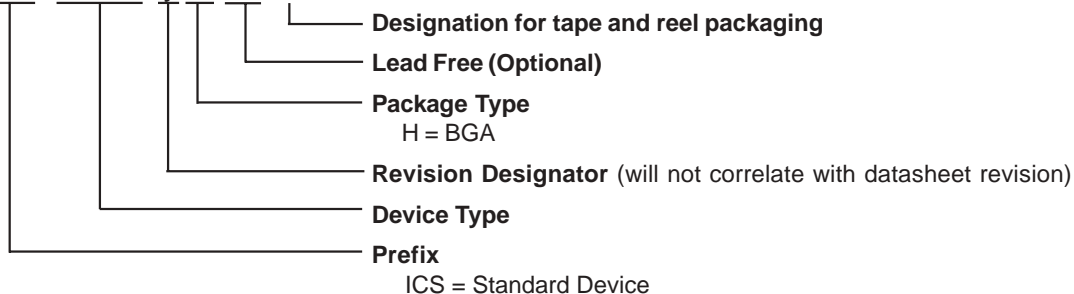 Designation for tape and reel packaging
Lead Free (Optional)
Package Type
H = BGA
Revision Designator (will not correlate with datasheet revision)
Device Type
Prefix
ICS = Standard Device